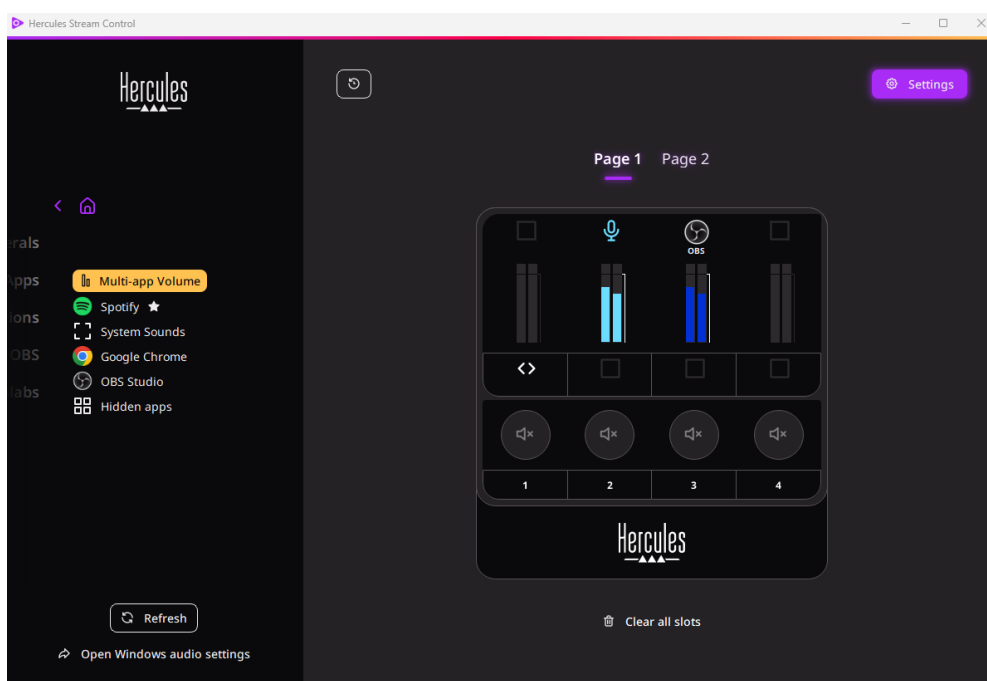 Hercules Stream Control
Hercules
Settings
Page 1 Page 2
erals
Apps
ions
OBS
labs
Multi-app Volume
Spotify
System Sounds
Google Chrome
OBS Studio
Hidden apps
OBS
1 2 3 4
Hercules
Refresh
Open Windows audio settings
Clear all slots